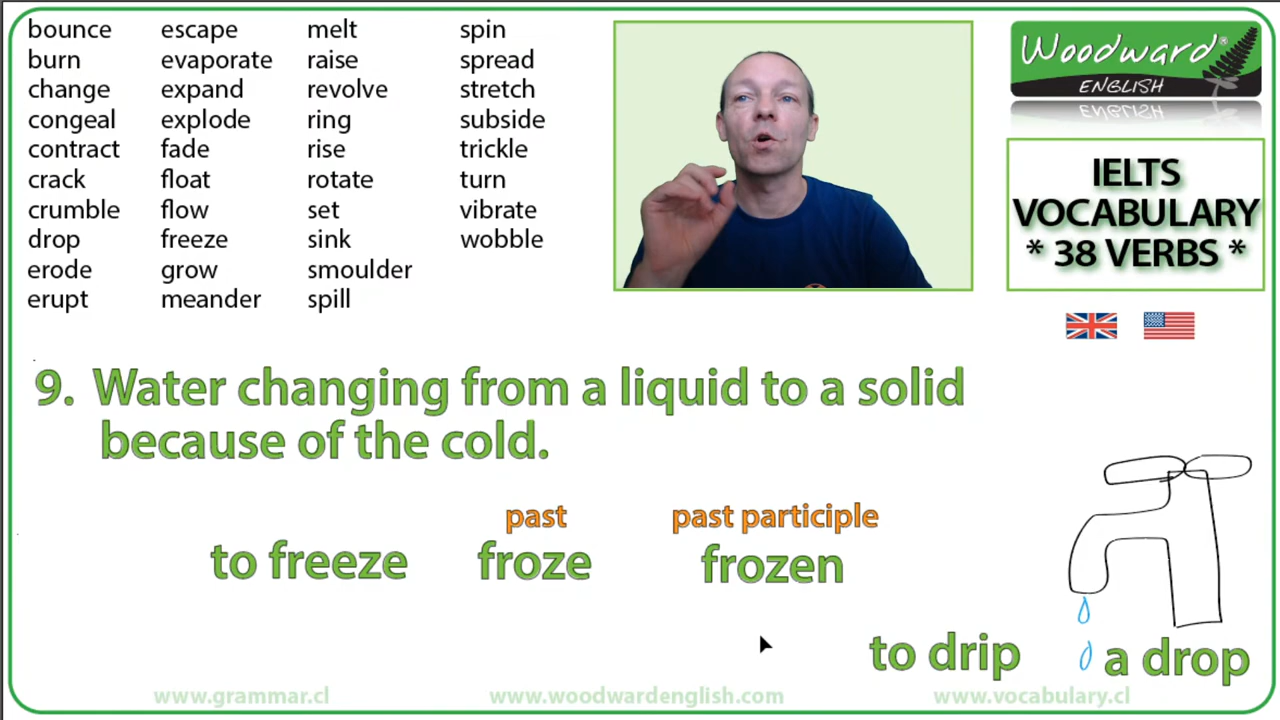 bounce escape melt spin
burn evaporate raise spread
change expand revolve stretch
congeal explode ring subside
contract fade rise trickle
crack float rotate turn
crumble flow set vibrate
drop freeze sink wobble
erode grow smoulder
erupt meander spill
Woodward®
ENGLISH
IELTS
VOCABULARY
* 38 VERBS *
9. Water changing from a liquid to a solid
because of the cold.
past past participle
to freeze froze frozen
to drip a drop
www.grammar.cl www.woodwardenglish.com www.vocabulary.cl